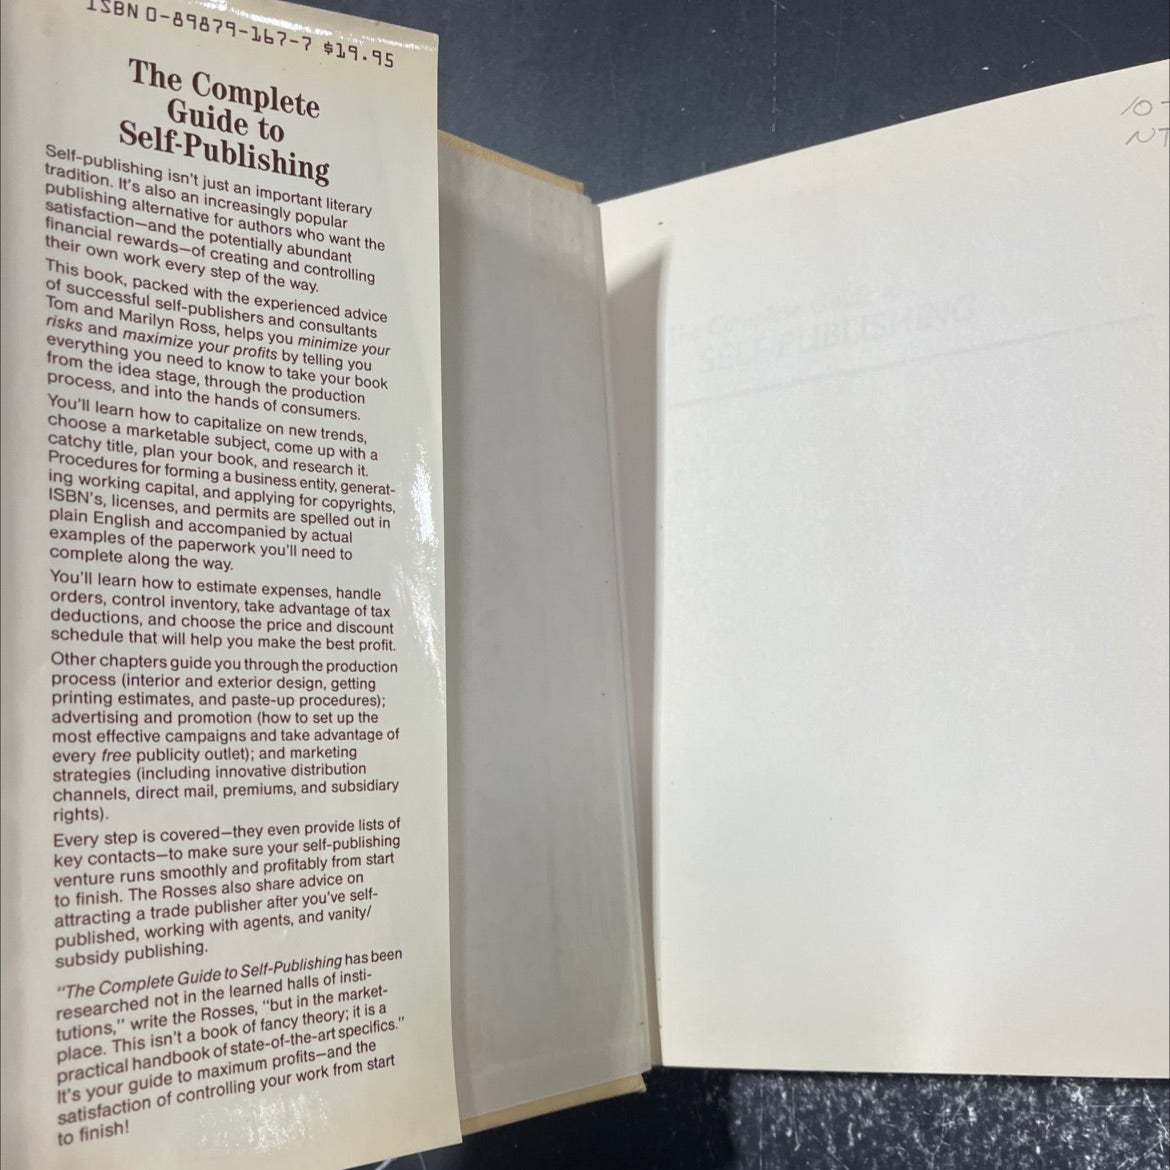 ISBN 0-89879-167-7 $19.95
The Complete
Guide to
Self-Publishing
Self-publishing isn't just an important literary
tradition. It's also an increasingly popular
publishing alternative for authors who want the
satisfaction—and the potentially abundant
financial rewards—of creating and controlling
their own work every step of the way.
This book, packed with the experienced advice
of successful self-publishers and consultants
Tom and Marilyn Ross, helps you minimize your
risks and maximize your profits by telling you
everything you need to know to take your book
from the idea stage, through the production
process, and into the hands of consumers.
You'll learn how to capitalize on new trends,
choose a marketable subject, come up with a
catchy title, plan your book, and research it.
Procedures for forming a business entity, generat-
ing working capital, and applying for copyrights,
ISBN's, licenses, and permits are spelled out in
plain English and accompanied by actual
examples of the paperwork you'll need to
complete along the way.
You'll learn how to estimate expenses, handle
orders, control inventory, take advantage of tax
deductions, and choose the price and discount
schedule that will help you make the best profit.
Other chapters guide you through the production
process (interior and exterior design, getting
printing estimates, and paste-up procedures);
advertising and promotion (how to set up the
most effective campaigns and take advantage of
every free publicity outlet); and marketing
strategies (including innovative distribution
channels, direct mail, premiums, and subsidiary
rights).
Every step is covered—they even provide lists of
key contacts—to make sure your self-publishing
venture runs smoothly and profitably from start
to finish. The Rosses also share advice on
attracting a trade publisher after you've self-
published, working with agents, and vanity/
subsidy publishing.
"The Complete Guide to Self-Publishing has been
researched not in the learned halls of insti-
tutions," write the Rosses, "but in the market-
place. This isn't a book of fancy theory; it is a
practical handbook of state-of-the-art specifics."
It's your guide to maximum profits—and the
satisfaction of controlling your work from start
to finish!
The Complete Guide to
SELF-PUBLISHING
10-
NT